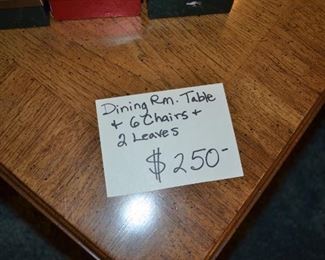 Dining Rm. Table
+ 6 Chairs +
2 Leaves
$250-